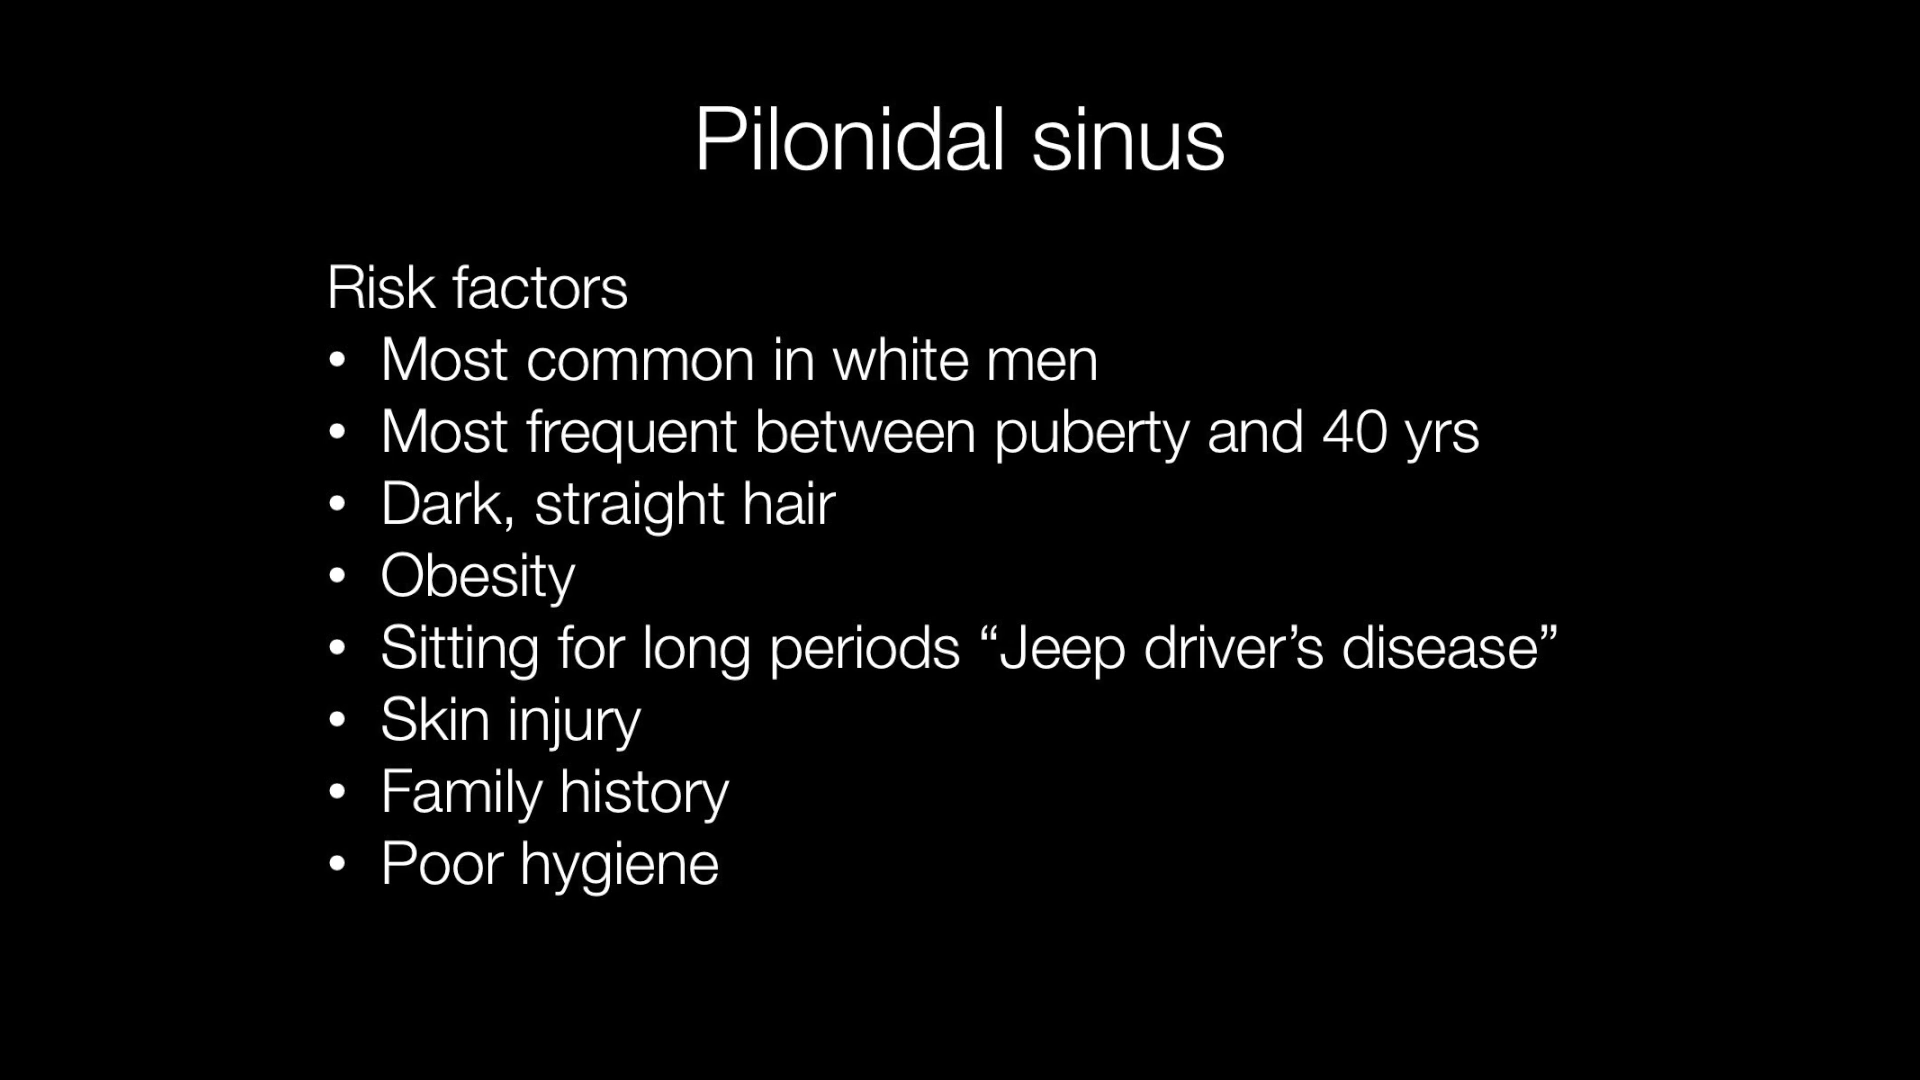 Pilonidal sinus
Risk factors
• Most common in white men
• Most frequent between puberty and 40 yrs
• Dark, straight hair
• Obesity
• Sitting for long periods “Jeep driver’s disease”
• Skin injury
• Family history
• Poor hygiene